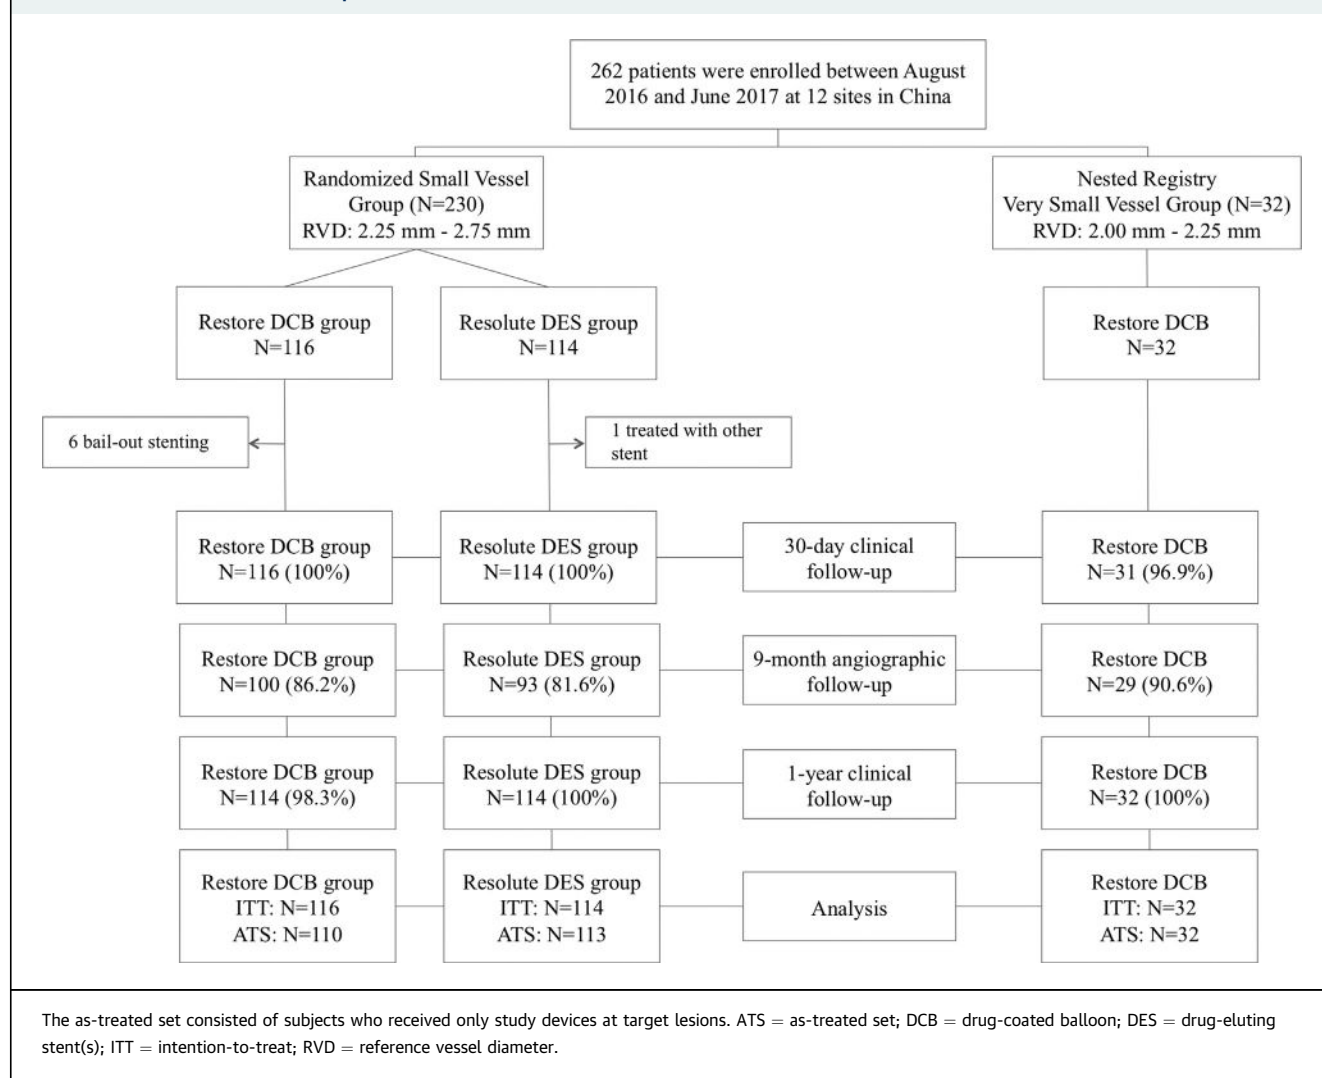 262 patients were enrolled between August
2016 and June 2017 at 12 sites in China
Randomized Small Vessel
Group (N=230)
RVD: 2.25 mm - 2.75 mm
Nested Registry
Very Small Vessel Group (N=32)
RVD: 2.00 mm - 2.25 mm
Restore DCB group
N=116
Resolute DES group
N=114
Restore DCB
N=32
6 bail-out stenting
1 treated with other
stent
Restore DCB group
N=116 (100%)
Resolute DES group
N=114 (100%)
30-day clinical
follow-up
Restore DCB
N=31 (96.9%)
Restore DCB group
N=100 (86.2%)
Resolute DES group
N=93 (81.6%)
9-month angiographic
follow-up
Restore DCB
N=29 (90.6%)
Restore DCB group
N=114 (98.3%)
Resolute DES group
N=114 (100%)
1-year clinical
follow-up
Restore DCB
N=32 (100%)
Restore DCB group
ITT: N=116
ATS: N=110
Resolute DES group
ITT: N=114
ATS: N=113
Analysis
Restore DCB
ITT: N=32
ATS: N=32
The as-treated set consisted of subjects who received only study devices at target lesions. ATS = as-treated set; DCB = drug-coated balloon; DES = drug-eluting
stent(s); ITT = intention-to-treat; RVD = reference vessel diameter.